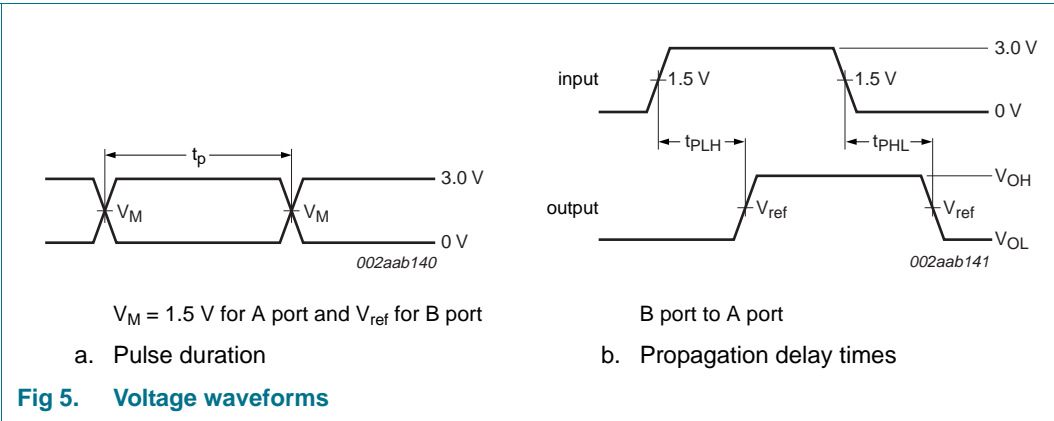 t_p
3.0 V
V_M
V_M
0 V
002aab140
V_M = 1.5 V for A port and V_ref for B port
a. Pulse duration
3.0 V
input
1.5 V
1.5 V
0 V
t_PLH
t_PHL
V_OH
output
V_ref
V_ref
V_OL
002aab141
B port to A port
b. Propagation delay times
Fig 5. Voltage waveforms